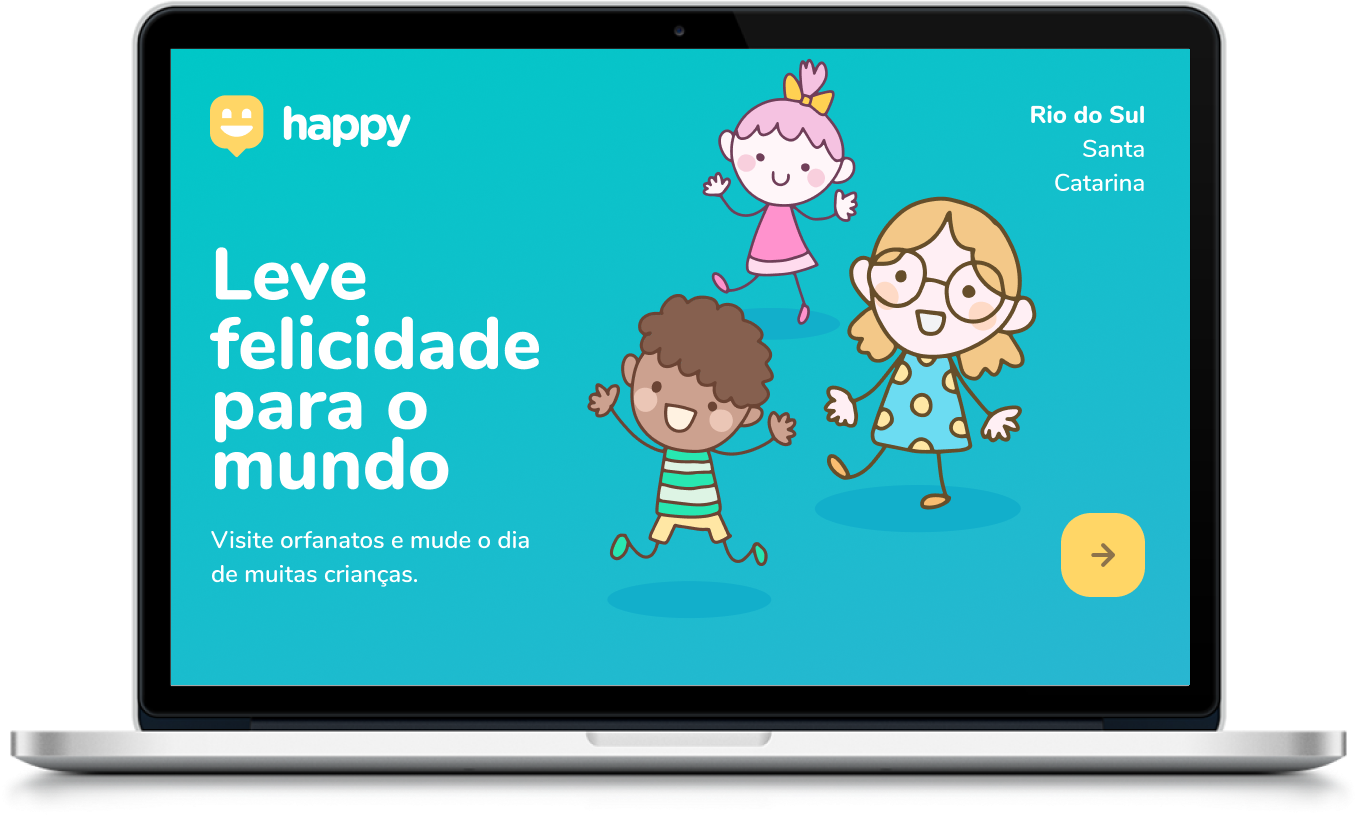 happy
Rio do Sul
Santa
Catarina
Leve
felicidade
para o
mundo
Visite orfanatos e mude o dia
de muitas crianças.